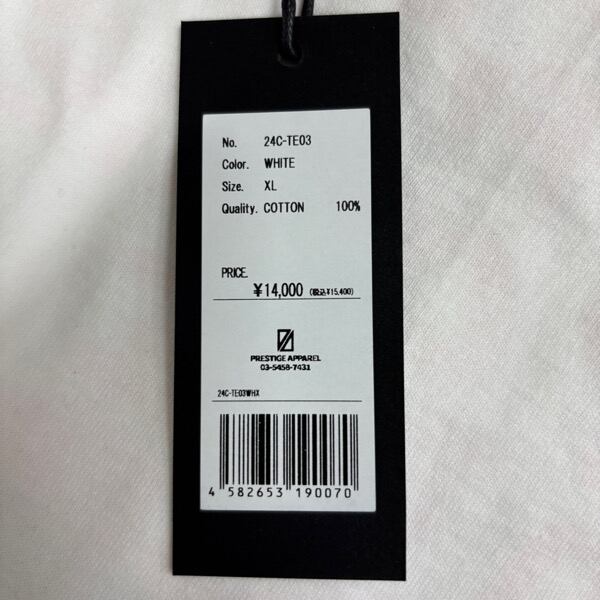 No. 24C-TE03
Color. WHITE
Size. XL
Quality. COTTON 100%
PRICE.
¥14,000 (税込¥15,400)
PRESTIGE APPAREL
03-5458-7431
24C-TE03WHX
4 582653 190070